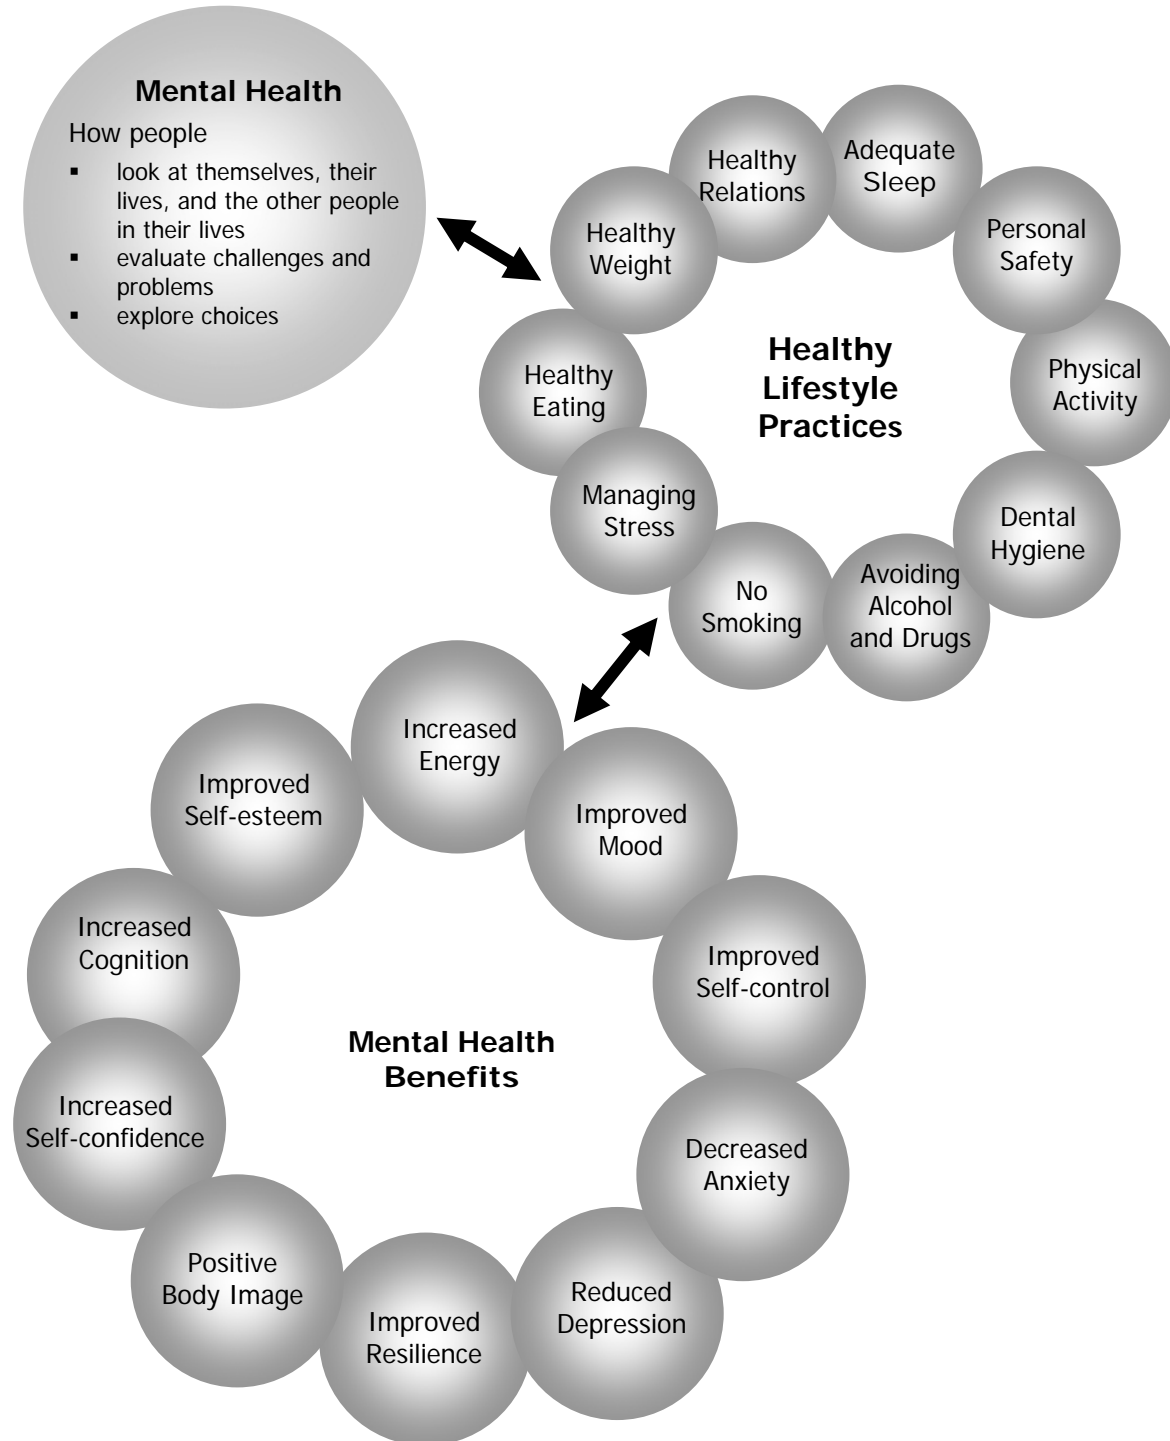 Mental Health
How people
▪ look at themselves, their
lives, and the other people
in their lives
▪ evaluate challenges and
problems
▪ explore choices
Healthy
Relations
Adequate
Sleep
Healthy
Weight
Personal
Safety
Healthy
Eating
Healthy
Lifestyle
Practices
Physical
Activity
Managing
Stress
Dental
Hygiene
No
Smoking
Avoiding
Alcohol
and Drugs
Increased
Energy
Improved
Self-esteem
Improved
Mood
Increased
Cognition
Improved
Self-control
Mental Health
Benefits
Increased
Self-confidence
Decreased
Anxiety
Positive
Body Image
Improved
Resilience
Reduced
Depression